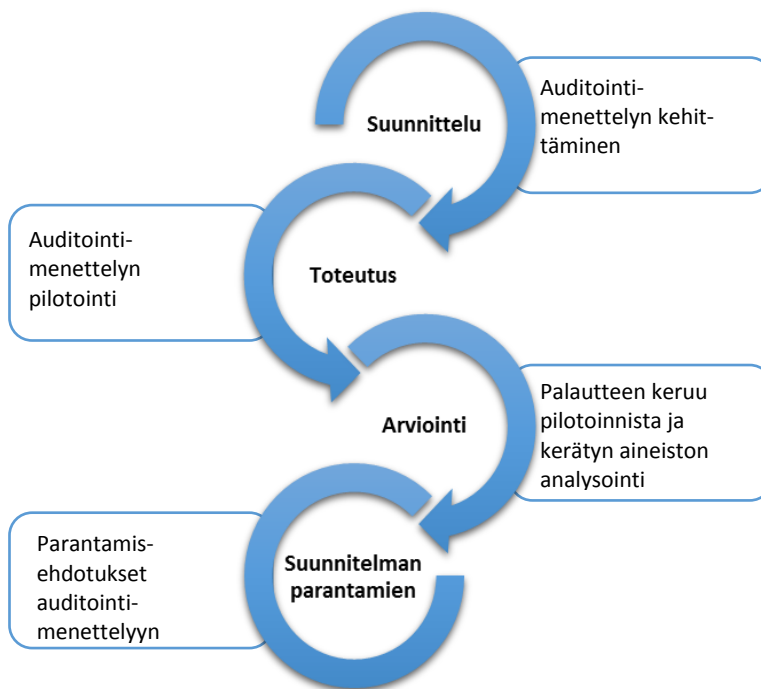 Suunnittelu
Auditointi-
menettelyn kehit-
täminen
Auditointi-
menettelyn
pilotointi
Toteutus
Arviointi
Palautteen keruu
pilotoinnista ja
kerätyn aineiston
analysointi
Parantamis-
ehdotukset
auditointi-
menettelyyn
Suunnitelman
parantamien